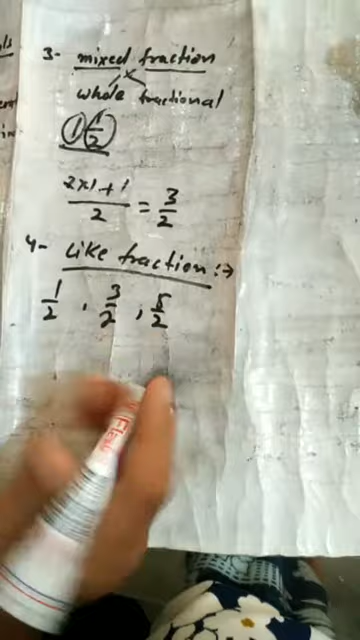 3- mixed fraction
whole fractional
1 1/2
2×1+1/2 = 3/2
4- Like fraction :→
1/2 , 3/2 , 5/2